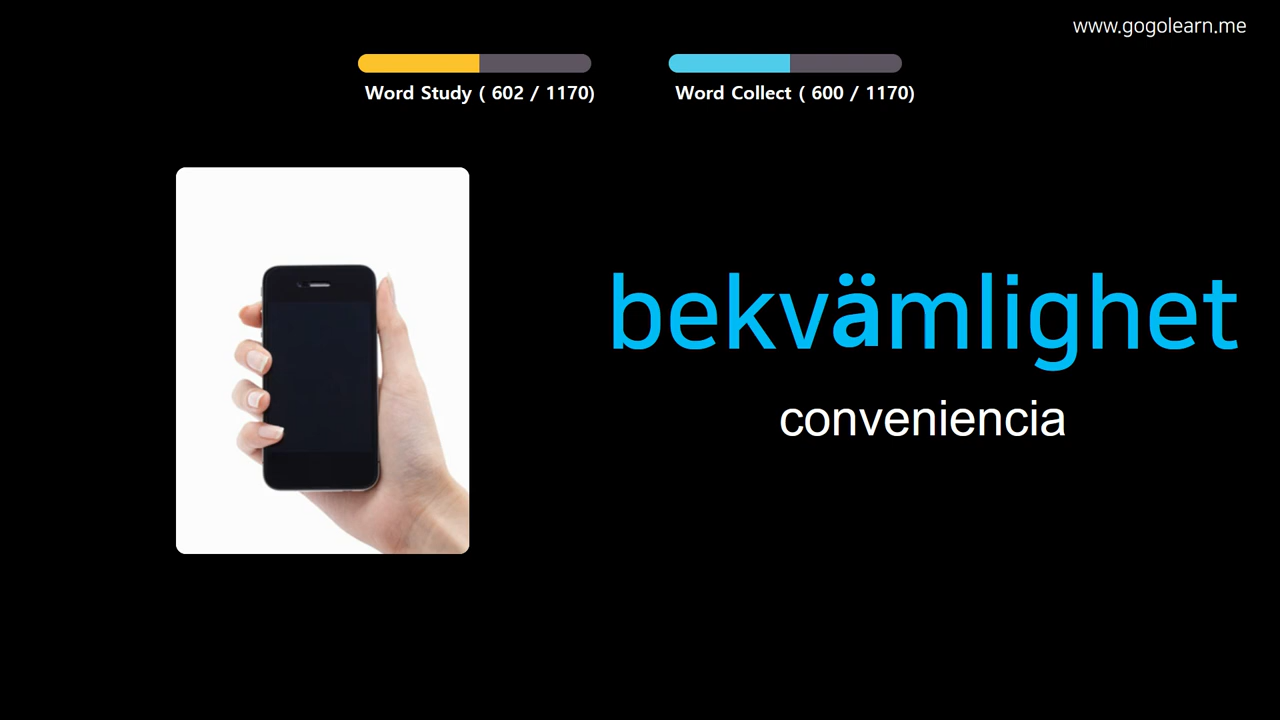 www.gogolearn.me
Word Study ( 602 / 1170)
Word Collect ( 600 / 1170)
bekvämlighet
conveniencia